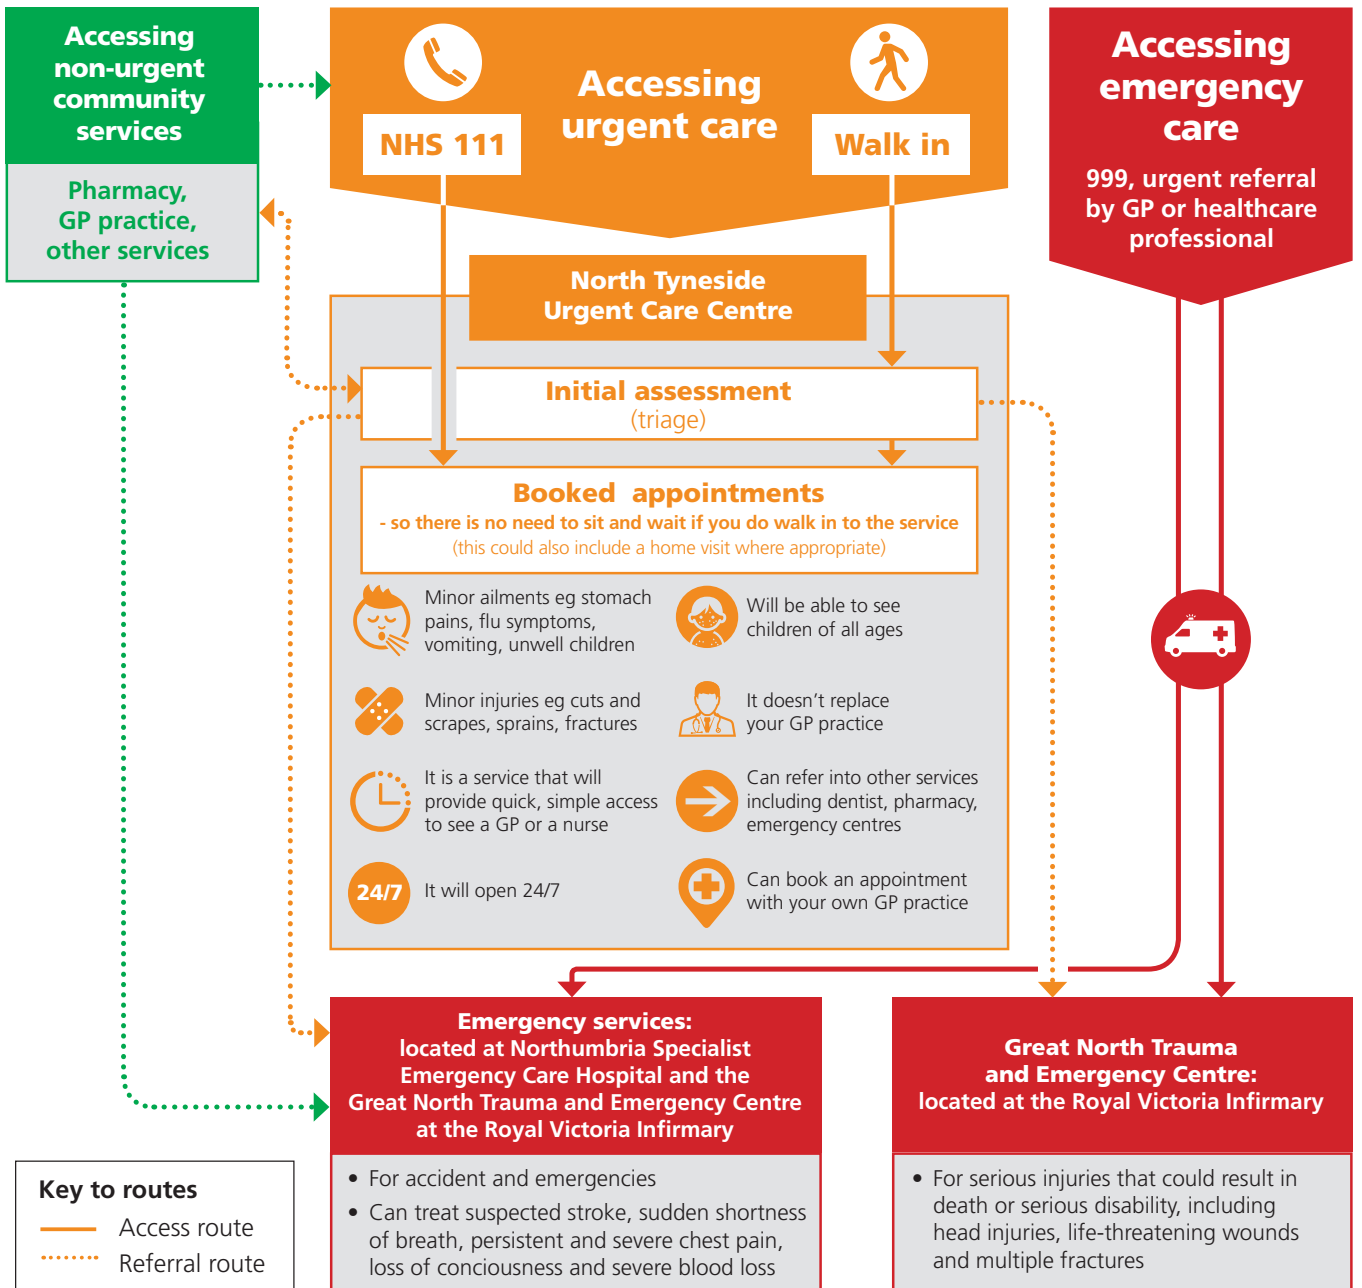 Accessing
non-urgent
community
services
Pharmacy,
GP practice,
other services
Accessing
urgent care
NHS 111
Walk in
Accessing
emergency
care
999, urgent referral
by GP or healthcare
professional
North Tyneside
Urgent Care Centre
Initial assessment
(triage)
Booked appointments
- so there is no need to sit and wait if you do walk in to the service
(this could also include a home visit where appropriate)
Minor ailments eg stomach
pains, flu symptoms,
vomiting, unwell children
Will be able to see
children of all ages
Minor injuries eg cuts and
scrapes, sprains, fractures
It doesn't replace
your GP practice
It is a service that will
provide quick, simple access
to see a GP or a nurse
Can refer into other services
including dentist, pharmacy,
emergency centres
24/7
It will open 24/7
Can book an appointment
with your own GP practice
Emergency services:
located at Northumbria Specialist
Emergency Care Hospital and the
Great North Trauma and Emergency Centre
at the Royal Victoria Infirmary
• For accident and emergencies
• Can treat suspected stroke, sudden shortness
of breath, persistent and severe chest pain,
loss of conciousness and severe blood loss
Great North Trauma
and Emergency Centre:
located at the Royal Victoria Infirmary
• For serious injuries that could result in
death or serious disability, including
head injuries, life-threatening wounds
and multiple fractures
Key to routes
Access route
Referral route